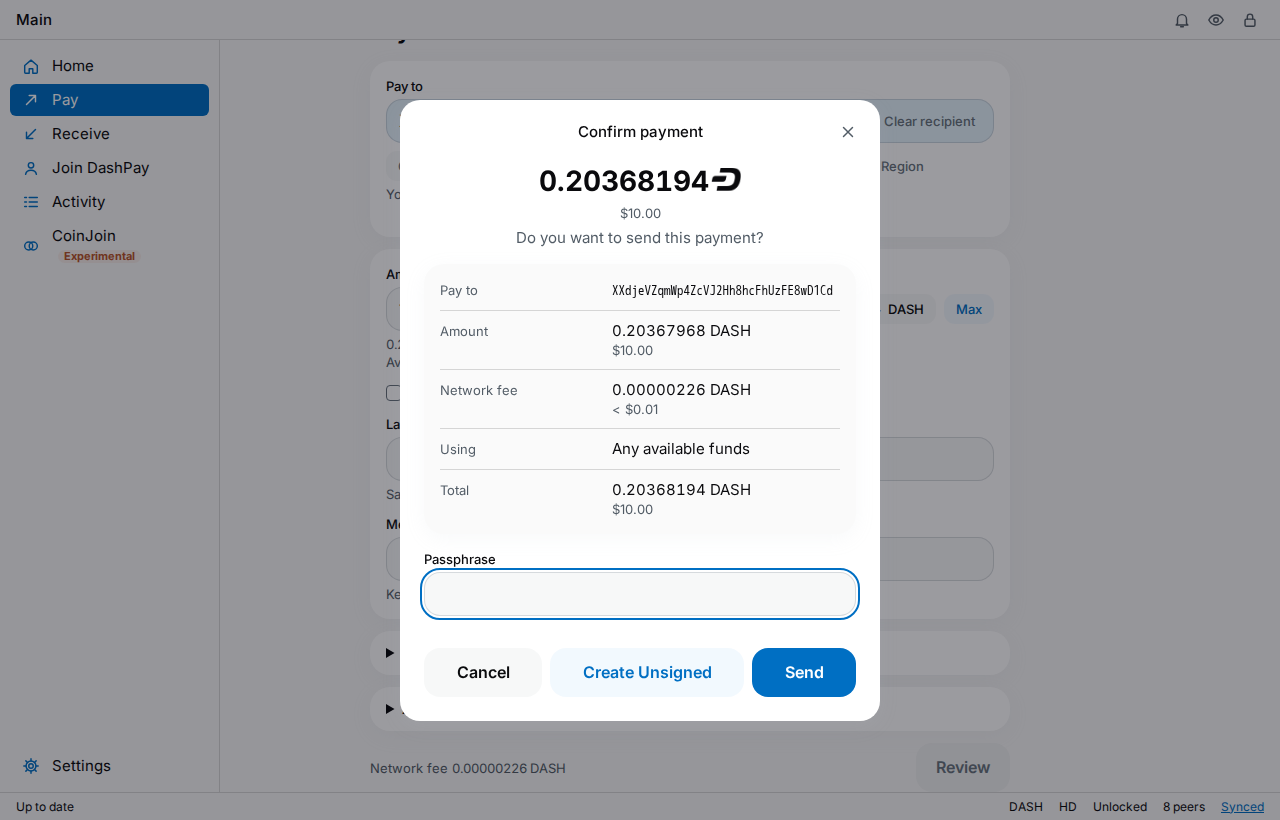 Main
Home
Pay
Receive
Join DashPay
Activity
CoinJoin
Experimental
Settings
Pay to
Clear recipient
Region
DASH
Max
Confirm payment
0.20368194
$10.00
Do you want to send this payment?
Pay to XXdjeVZqmWp4ZcVJ2Hh8hcFhUzFE8wD1Cd
Amount 0.20367968 DASH
$10.00
Network fee 0.00000226 DASH
< $0.01
Using Any available funds
Total 0.20368194 DASH
$10.00
Passphrase
Cancel Create Unsigned Send
Network fee 0.00000226 DASH
Review
Up to date
DASH HD Unlocked 8 peers Synced